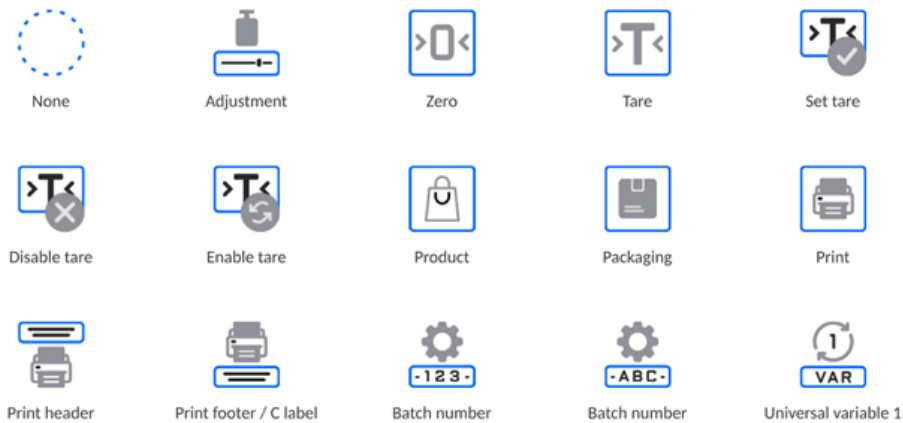 >0< >T< >T<
None Adjustment Zero Tare Set tare
>T< >T<
Disable tare Enable tare Product Packaging Print
-123- -ABC- 1 VAR
Print header Print footer / C label Batch number Batch number Universal variable 1